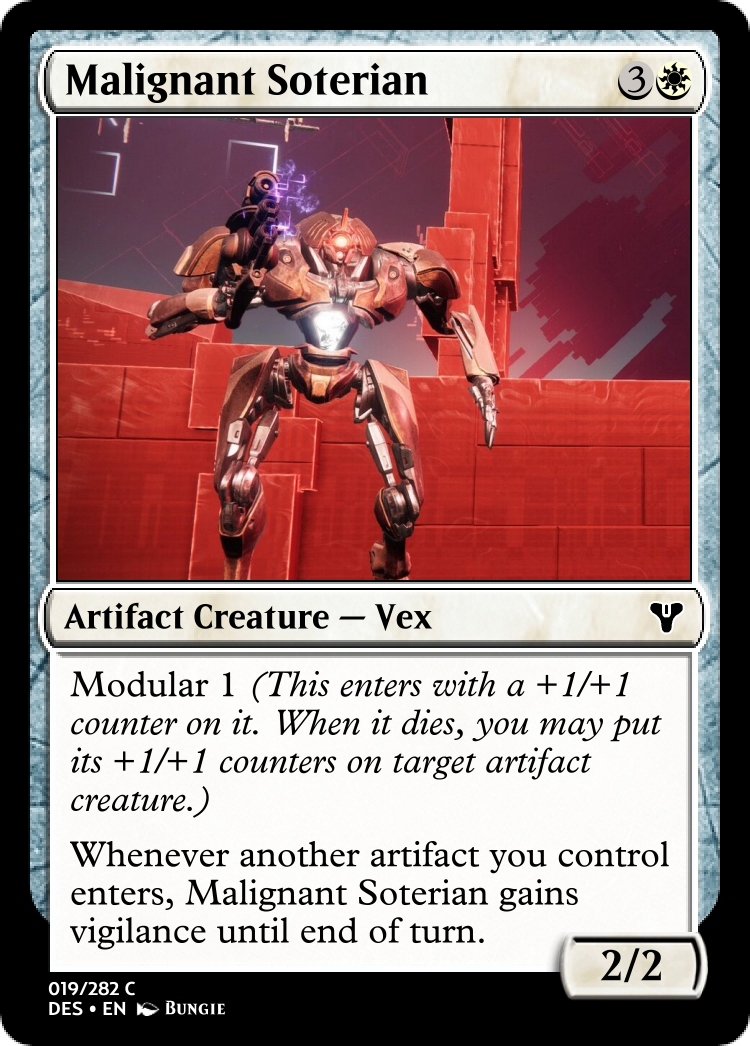 Malignant Soterian 3
Artifact Creature — Vex
Modular 1 (This enters with a +1/+1
counter on it. When it dies, you may put
its +1/+1 counters on target artifact
creature.)
Whenever another artifact you control
enters, Malignant Soterian gains
vigilance until end of turn.
2/2
019/282 C
DES • EN Bungie